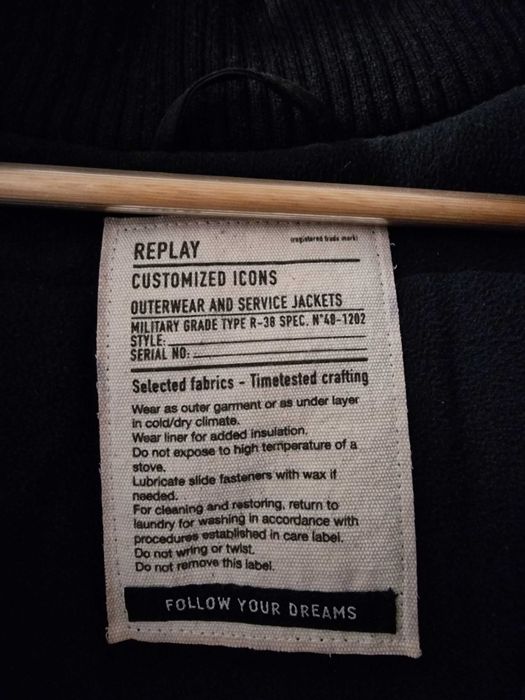 REPLAY (registered trade mark)
CUSTOMIZED ICONS
OUTERWEAR AND SERVICE JACKETS
MILITARY GRADE TYPE R-38 SPEC. N°40-1202
STYLE:
SERIAL NO:
Selected fabrics - Timetested crafting
Wear as outer garment or as under layer
in cold/dry climate.
Wear liner for added insulation.
Do not expose to high temperature of a
stove.
Lubricate slide fasteners with wax if
needed.
For cleaning and restoring, return to
laundry for washing in accordance with
procedures established in care label.
Do not wring or twist.
Do not remove this label.
FOLLOW YOUR DREAMS